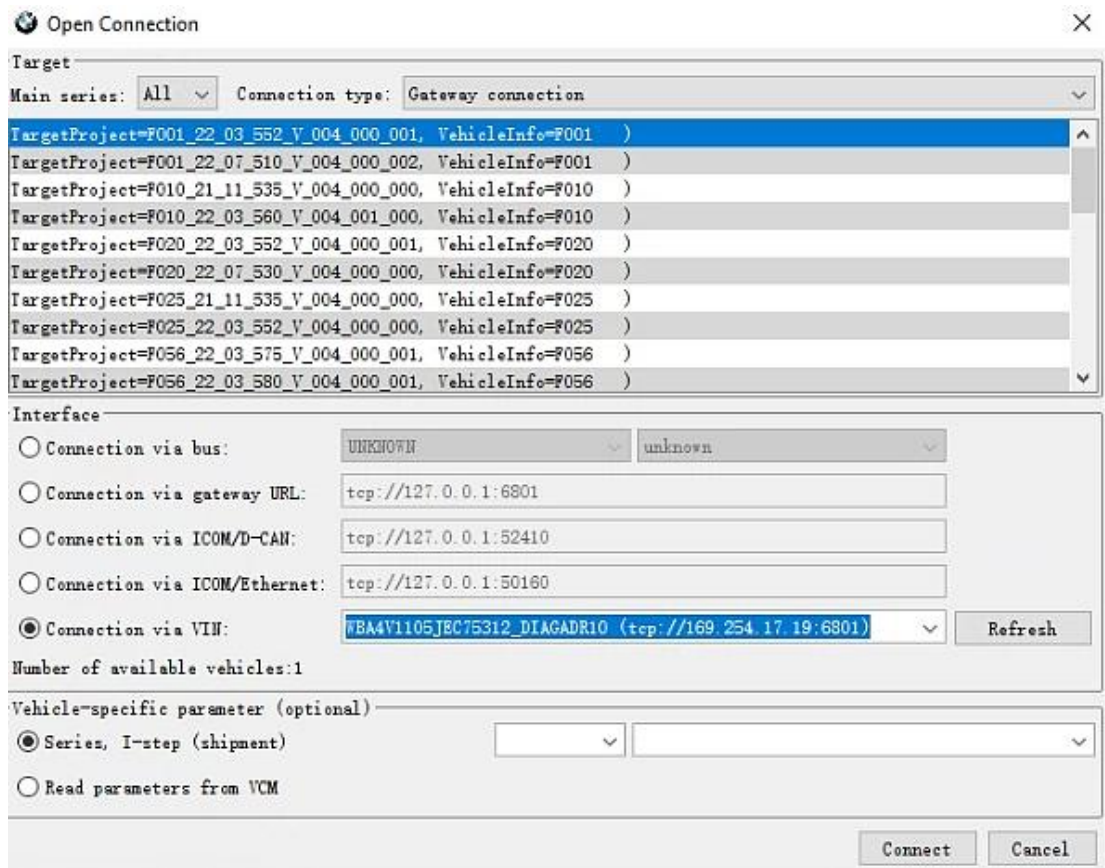 Open Connection
Target
Main series: All Connection type: Gateway connection
TargetProject=F001_22_03_552_V_004_000_001, VehicleInfo=F001 )
TargetProject=F001_22_07_510_V_004_000_002, VehicleInfo=F001 )
TargetProject=F010_21_11_535_V_004_000_000, VehicleInfo=F010 )
TargetProject=F010_22_03_560_V_004_001_000, VehicleInfo=F010 )
TargetProject=F020_22_03_552_V_004_000_001, VehicleInfo=F020 )
TargetProject=F020_22_07_530_V_004_000_000, VehicleInfo=F020 )
TargetProject=F025_21_11_535_V_004_000_000, VehicleInfo=F025 )
TargetProject=F025_22_03_552_V_004_000_000, VehicleInfo=F025 )
TargetProject=F056_22_03_575_V_004_000_001, VehicleInfo=F056 )
TargetProject=F056_22_03_580_V_004_000_001, VehicleInfo=F056 )
Interface
Connection via bus: UNKNOWN unknown
Connection via gateway URL: tcp://127.0.0.1:6801
Connection via ICOM/D-CAN: tcp://127.0.0.1:52410
Connection via ICOM/Ethernet: tcp://127.0.0.1:50160
Connection via VIN: WBA4V1105JEC75312_DIAGADR10 (tcp://169.254.17.19:6801) Refresh
Number of available vehicles:1
Vehicle-specific parameter (optional)
Series, I-step (shipment)
Read parameters from VCM
Connect Cancel